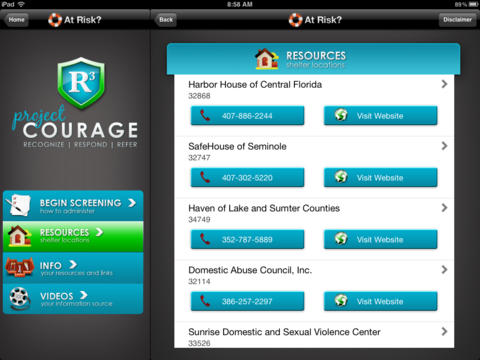 iPad
8:58 AM
89%
Home
At Risk?
Back
At Risk?
Disclaimer
R3
project
COURAGE
RECOGNIZE | RESPOND | REFER
BEGIN SCREENING
how to administer
RESOURCES
shelter locations
INFO
your resources and links
VIDEOS
your information source
RESOURCES
shelter locations
Harbor House of Central Florida
32868
407-886-2244
Visit Website
SafeHouse of Seminole
32747
407-302-5220
Visit Website
Haven of Lake and Sumter Counties
34749
352-787-5889
Visit Website
Domestic Abuse Council, Inc.
32114
386-257-2297
Visit Website
Sunrise Domestic and Sexual Violence Center
33526